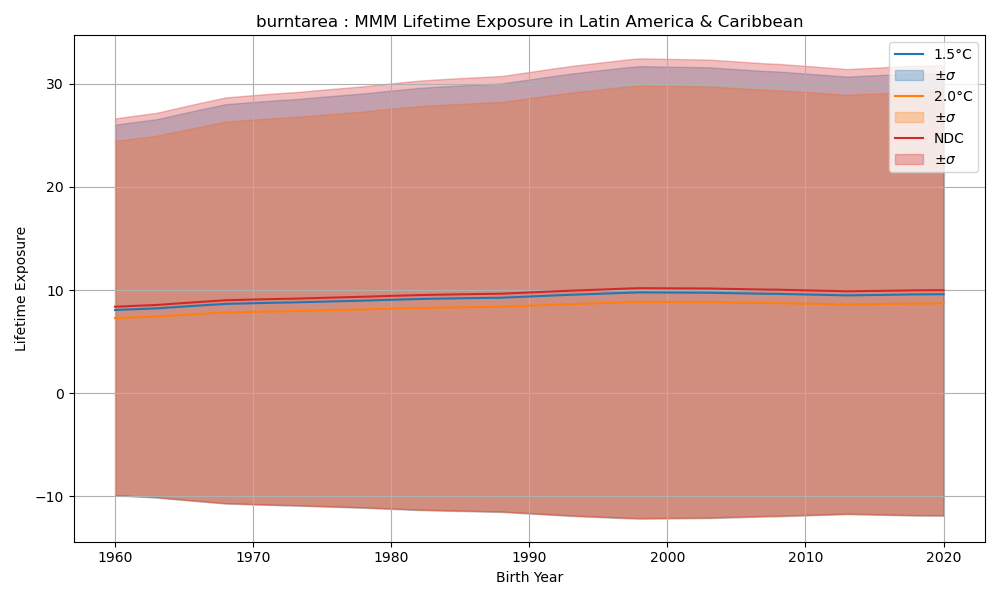 burntarea : MMM Lifetime Exposure in Latin America & Caribbean
1.5°C
±σ
2.0°C
±σ
NDC
±σ
30
20
10
0
−10
Lifetime Exposure
1960 1970 1980 1990 2000 2010 2020
Birth Year